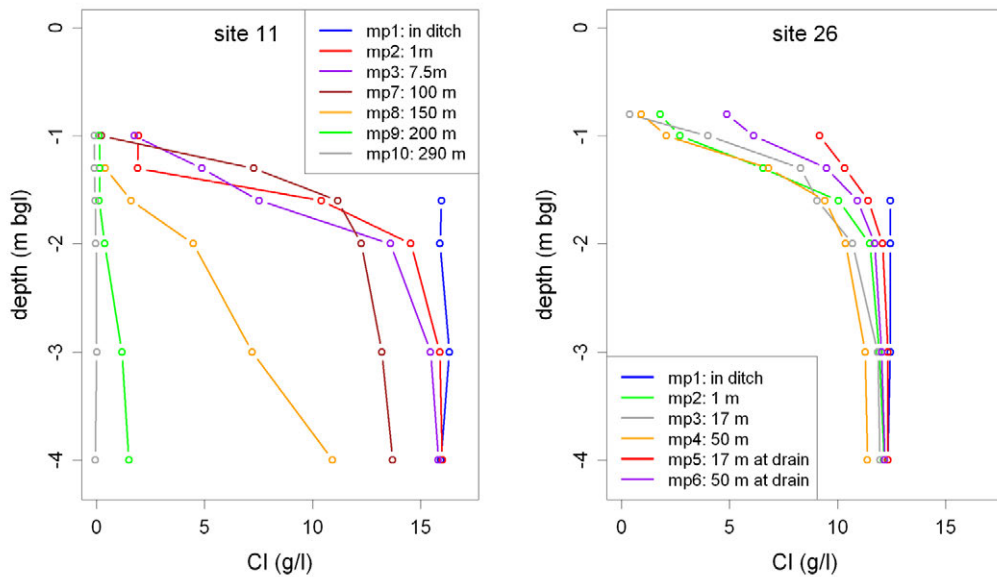 site 11
mp1: in ditch
mp2: 1m
mp3: 7.5m
mp7: 100 m
mp8: 150 m
mp9: 200 m
mp10: 290 m
depth (m bgl)
0
-1
-2
-3
-4
0 5 10 15
Cl (g/l)
site 26
mp1: in ditch
mp2: 1 m
mp3: 17 m
mp4: 50 m
mp5: 17 m at drain
mp6: 50 m at drain
depth (m bgl)
0
-1
-2
-3
-4
0 5 10 15
Cl (g/l)